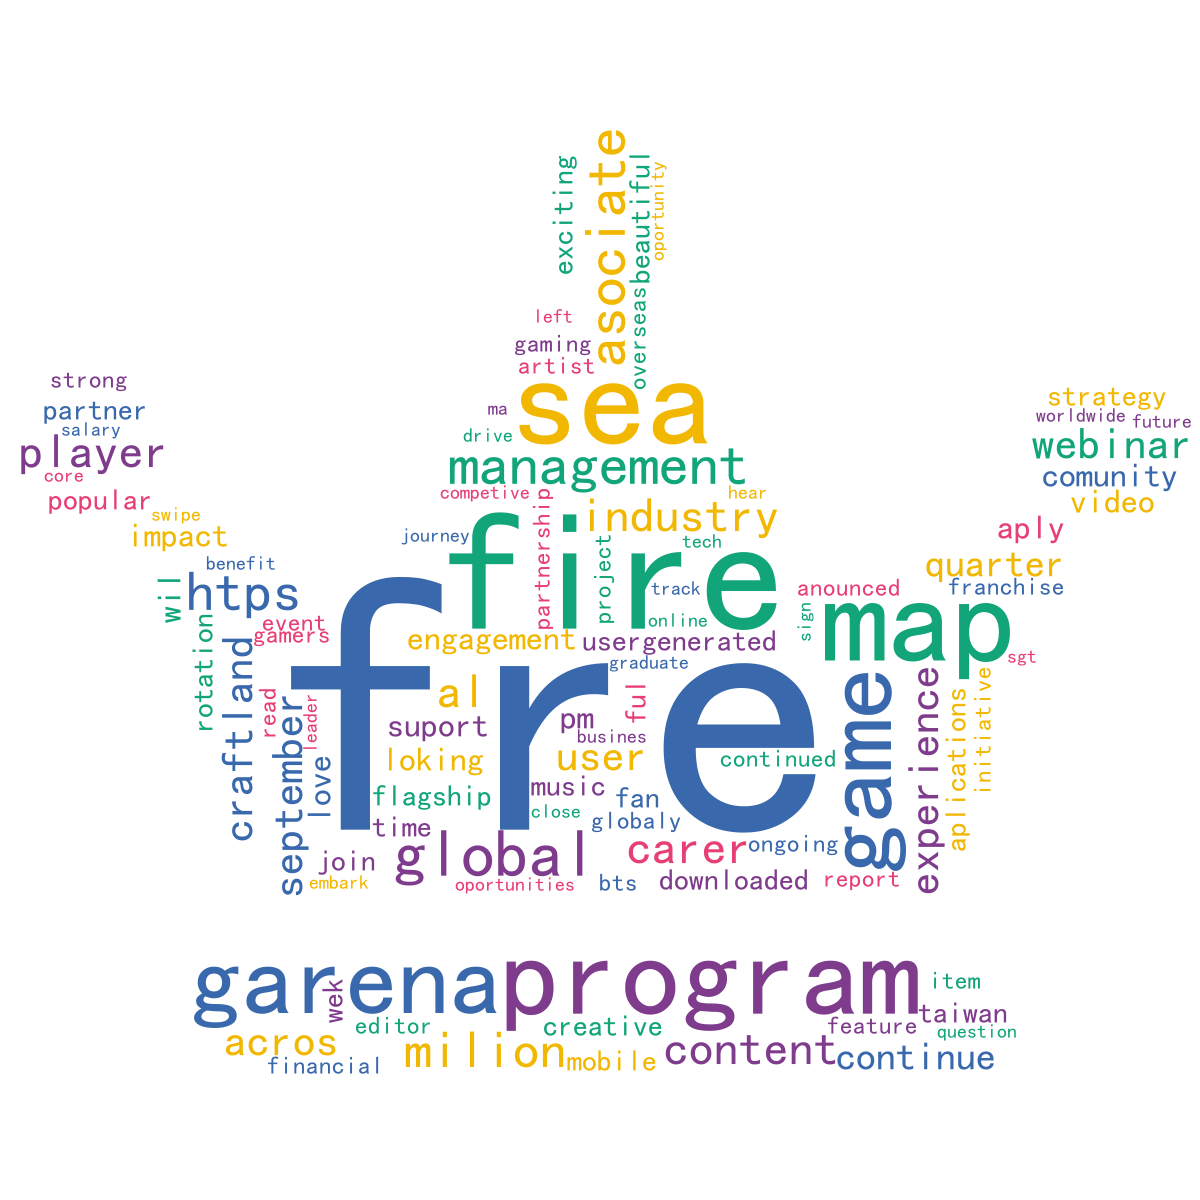 exciting
asociate
beautiful
oportunity
overseas
left
gaming
artist
strong
partner
salary
player
core
popular
swipe
impact
sea
ma
drive
management
competive
hear
strategy
worldwide
future
webinar
comunity
video
aply
industry
partnership
journey
fire
project
tech
track
online
quarter
franchise
anounced
map
sign
sgt
benefit
htps
wil
event
gamers
rotation
engagement
usergenerated
graduate
fre
craftland
read
leader
september
love
al
suport
loking
flagship
time
pm
ful
busines
user
music
close
fan
globaly
continued
game
experience
aplications
initiative
join
embark
global
oportunities
bts
carer
ongoing
downloaded
report
garena
program
wek
item
editor
creative
feature
taiwan
question
acros
financial
milion
mobile
content
continue